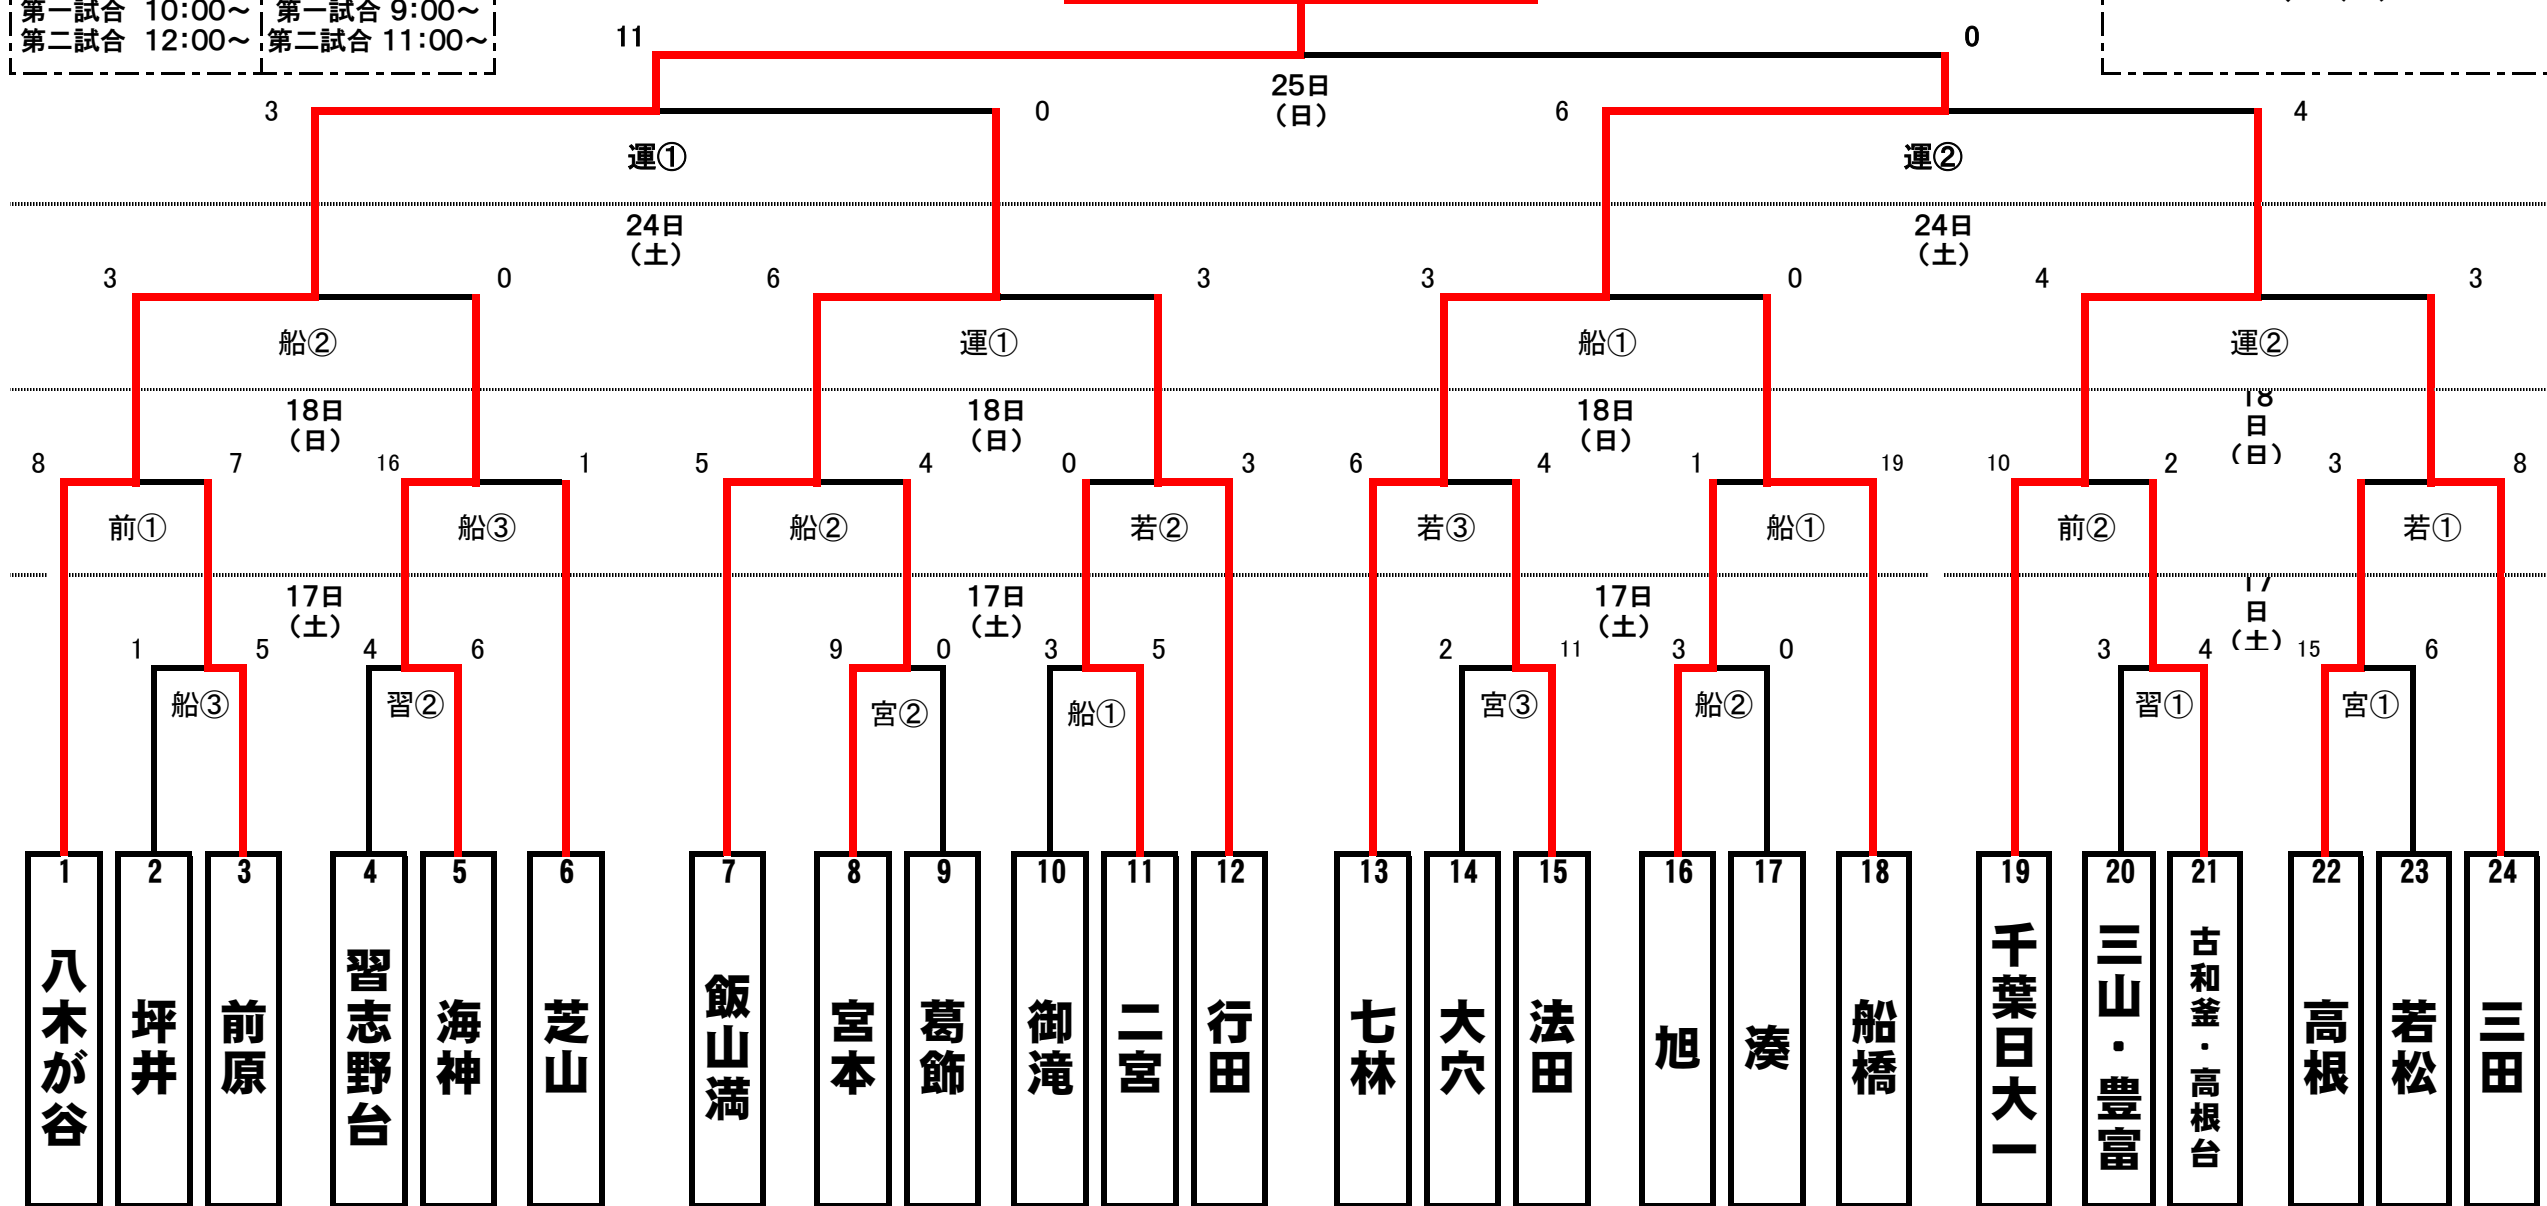 第一試合 10:00～ 第一試合 9:00～
第二試合 12:00～ 第二試合 11:00～
11 0
25日
（日）
3 0 6 4
運① 運②
24日 24日
（土） （土）
3 0 6 3 3 0 4 3
船② 運① 船① 運②
18日 18日 18日 18
（日） （日） （日） 日
（日）
8 7 16 1 5 4 0 3 6 4 1 19 10 2 3 8
前① 船③ 船② 若② 若③ 船① 前② 若①
17日 17日 17日 17
（土） （土） （土） 日
（土）
1 5 4 6 9 0 3 5 2 11 3 0 3 4 15 6
船③ 習② 宮② 船① 宮③ 船② 習① 宮①
1 2 3 4 5 6 7 8 9 10 11 12 13 14 15 16 17 18 19 20 21 22 23 24
八木が谷
坪井
前原
習志野台
海神
芝山
飯山満
宮本
葛飾
御滝
二宮
行田
七林
大穴
法田
旭
湊
船橋
千葉日大一
三山・豊富
古和釜・高根台
高根
若松
三田